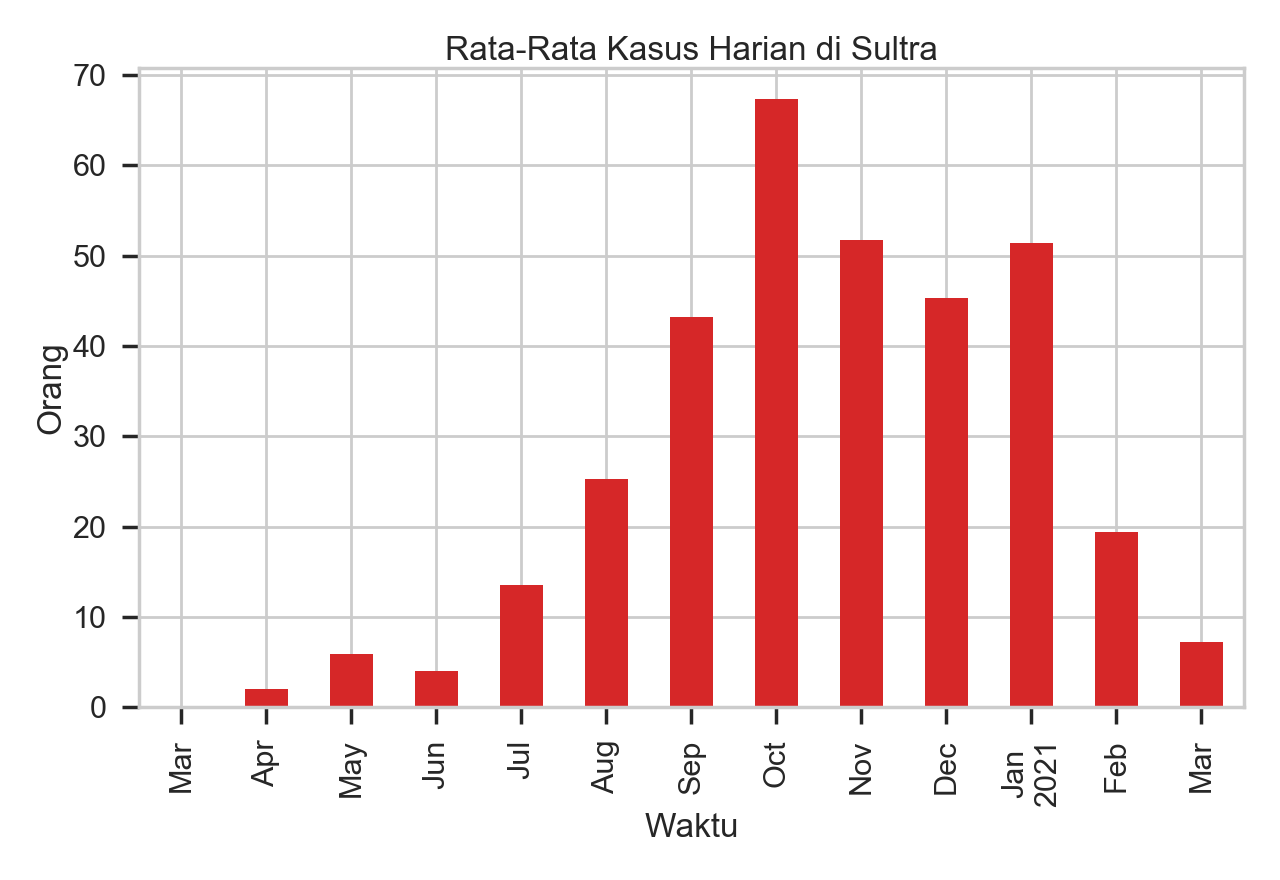 Rata-Rata Kasus Harian di Sultra
70
60
50
40
30
20
10
0
Orang
Mar
Apr
May
Jun
Jul
Aug
Sep
Oct
Nov
Dec
Jan
2021
Feb
Mar
Waktu